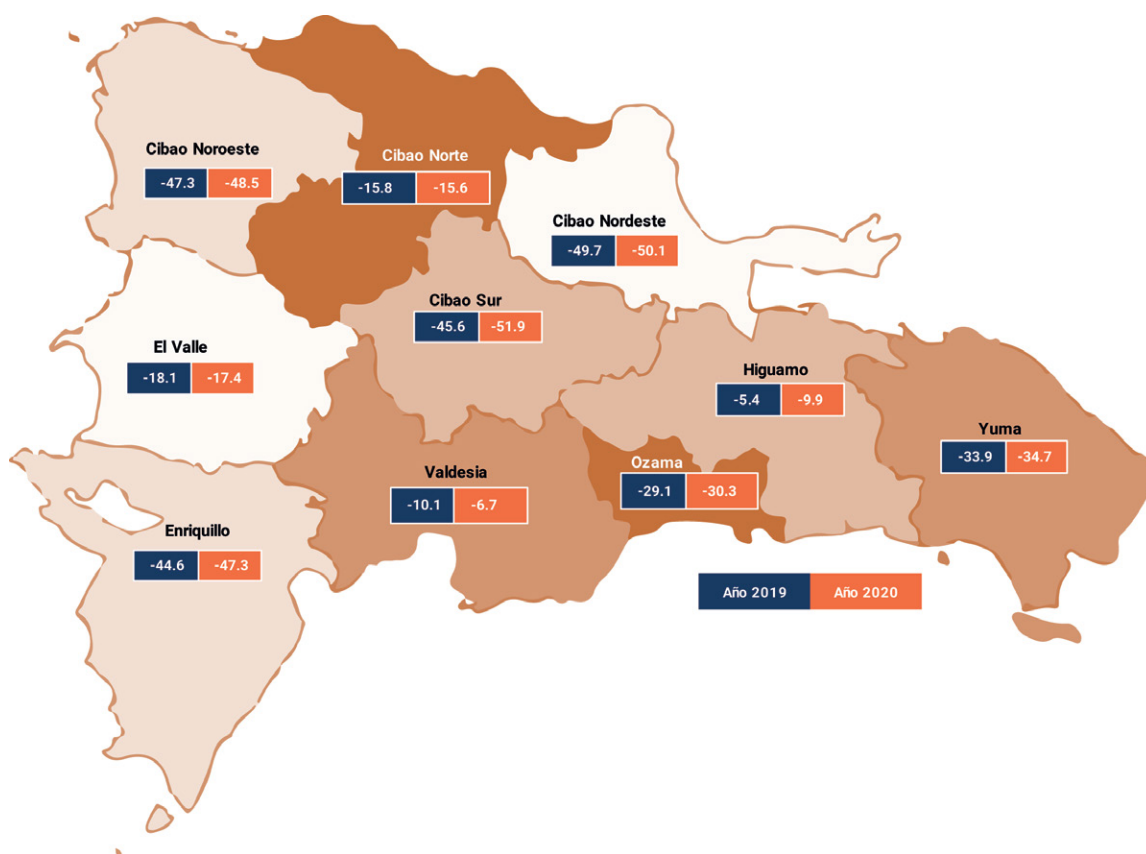 Cibao Noroeste
-47.3 -48.5
Cibao Norte
-15.8 -15.6
Cibao Nordeste
-49.7 -50.1
Cibao Sur
-45.6 -51.9
El Valle
-18.1 -17.4
Higuamo
-5.4 -9.9
Yuma
-33.9 -34.7
Valdesia
-10.1 -6.7
Ozama
-29.1 -30.3
Enriquillo
-44.6 -47.3
Año 2019 Año 2020